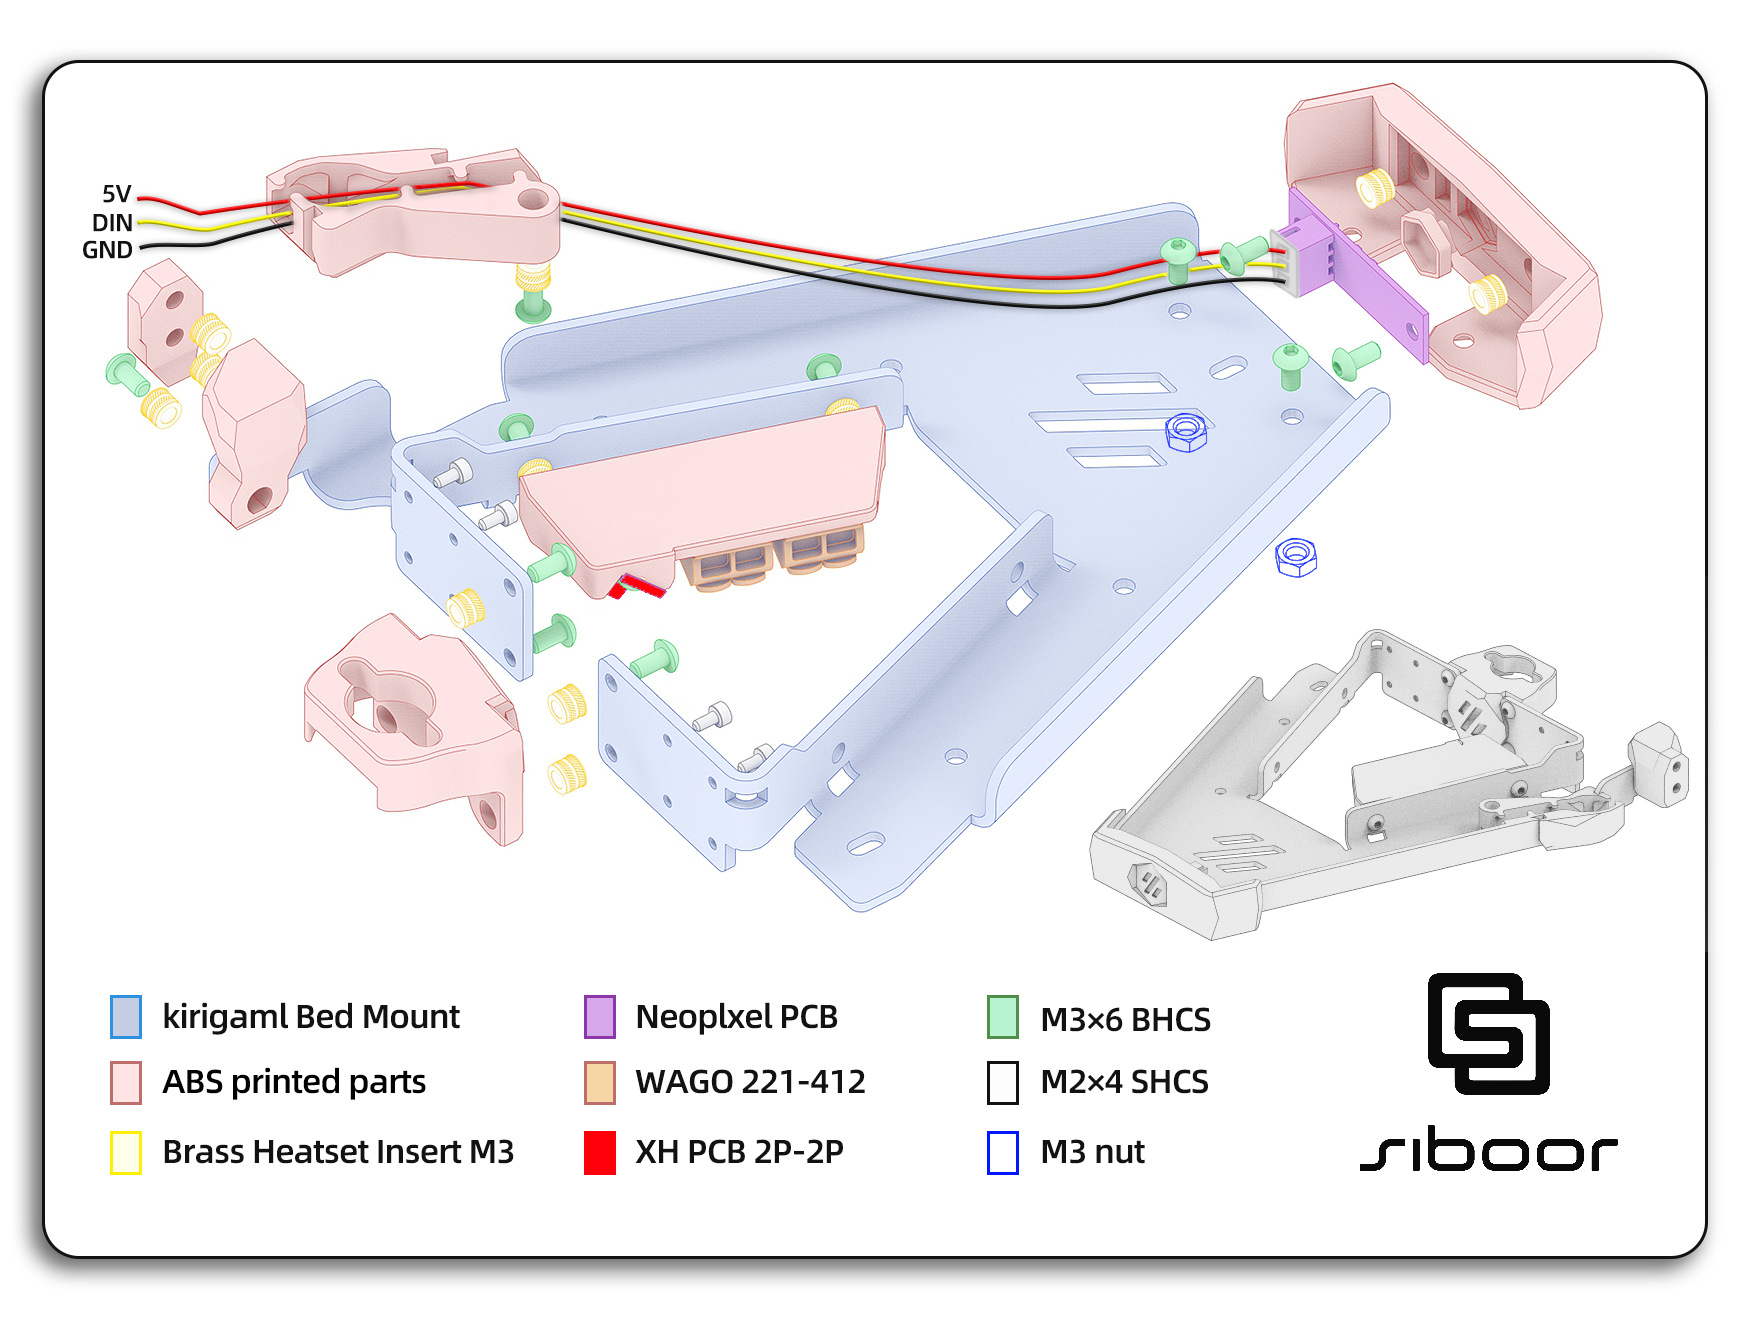 5V
DIN
GND
kirigaml Bed Mount
Neoplxel PCB
M3×6 BHCS
ABS printed parts
WAGO 221-412
M2×4 SHCS
Brass Heatset Insert M3
XH PCB 2P-2P
M3 nut
siboor